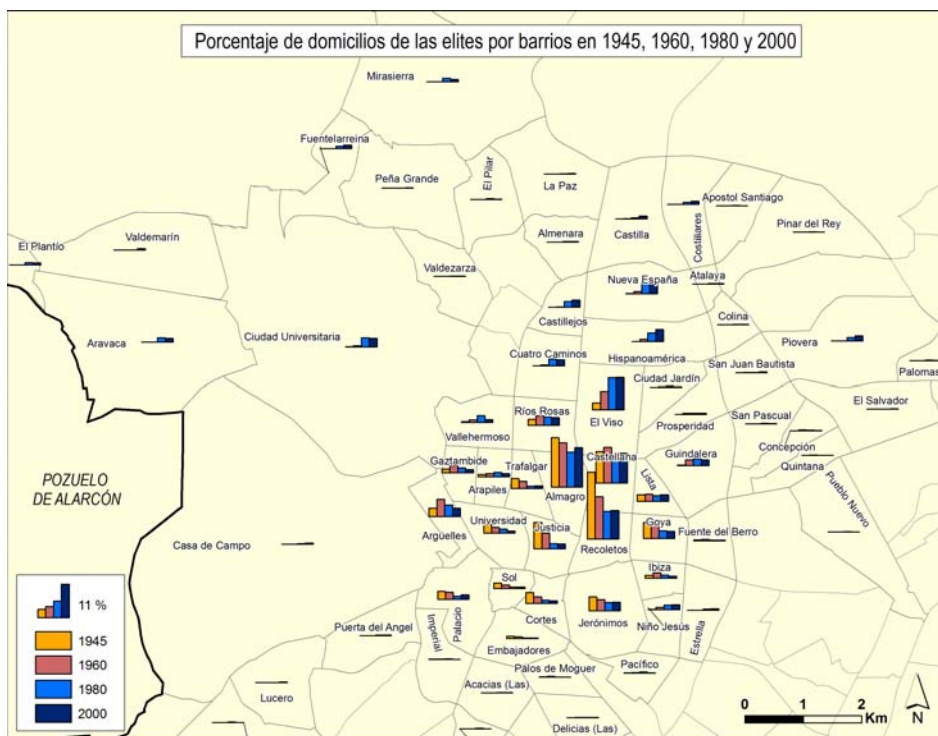 Porcentaje de domicilios de las elites por barrios en 1945, 1960, 1980 y 2000
Mirasierra
Fuentelarreina
Peña Grande
El Pilar
La Paz
Apostol Santiago
Costillares
Pinar del Rey
Castilla
Almenara
El Plantío
Valdemarín
Valdezarza
Nueva España
Atalaya
Castillejos
Colina
Aravaca
Ciudad Universitaria
Cuatro Caminos
Hispanoamérica
Piovera
San Juan Bautista
Palomas
Ciudad Jardín
El Salvador
El Viso
Ríos Rosas
Vallehermoso
Prosperidad
San Pascual
Concepción
Quintana
Guindalera
Gaztambide
Trafalgar
Castellana
Arapiles
Almagro
Lista
Pueblo Nuevo
POZUELO
DE ALARCÓN
Argüelles
Universidad
Justicia
Recoletos
Goya
Fuente del Berro
Casa de Campo
Ibiza
Sol
Cortes
Jerónimos
Niño Jesús
Estrella
Puerta del Angel
Imperial
Palacio
Embajadores
Palos de Moguer
Pacífico
Lucero
Acacias (Las)
Delicias (Las)
11 %
1945
1960
1980
2000
0 1 2
Km
N